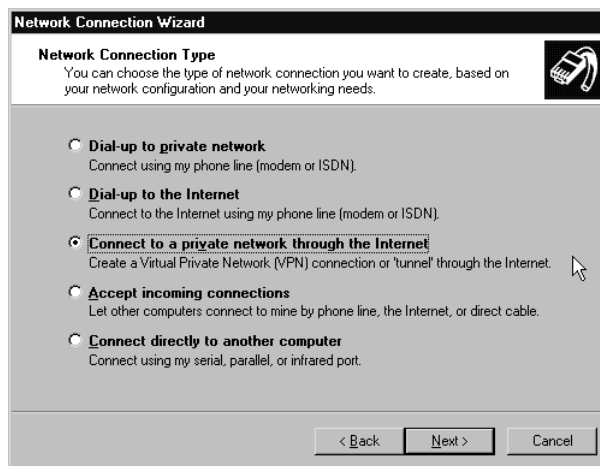 Network Connection Wizard
Network Connection Type
You can choose the type of network connection you want to create, based on
your network configuration and your networking needs.
Dial-up to private network
Connect using my phone line (modem or ISDN).
Dial-up to the Internet
Connect to the Internet using my phone line (modem or ISDN).
Connect to a private network through the Internet
Create a Virtual Private Network (VPN) connection or 'tunnel' through the Internet.
Accept incoming connections
Let other computers connect to mine by phone line, the Internet, or direct cable.
Connect directly to another computer
Connect using my serial, parallel, or infrared port.
< Back Next > Cancel